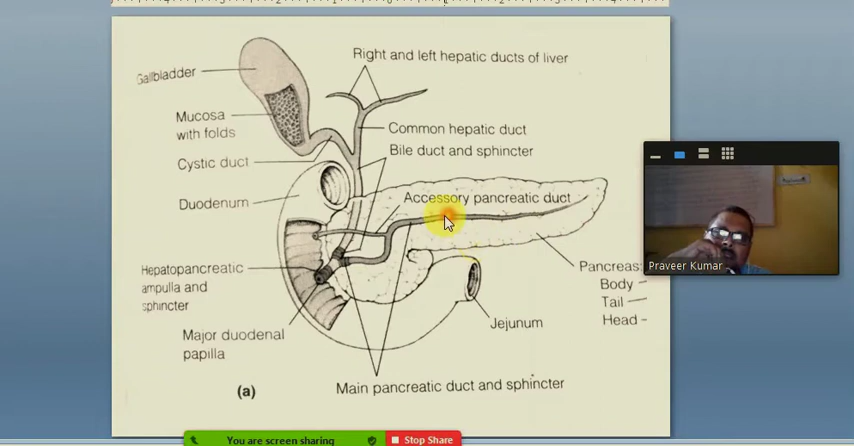 Right and left hepatic ducts of liver
Gallbladder
Mucosa
with folds
Common hepatic duct
Bile duct and sphincter
Cystic duct
Accessory pancreatic duct
Duodenum
Hepatopancreatic
ampulla and
sphincter
Pancreas:
Body
Tail
Head
Jejunum
Major duodenal
papilla
Main pancreatic duct and sphincter
(a)
Praveer Kumar
You are screen sharing
Stop Share